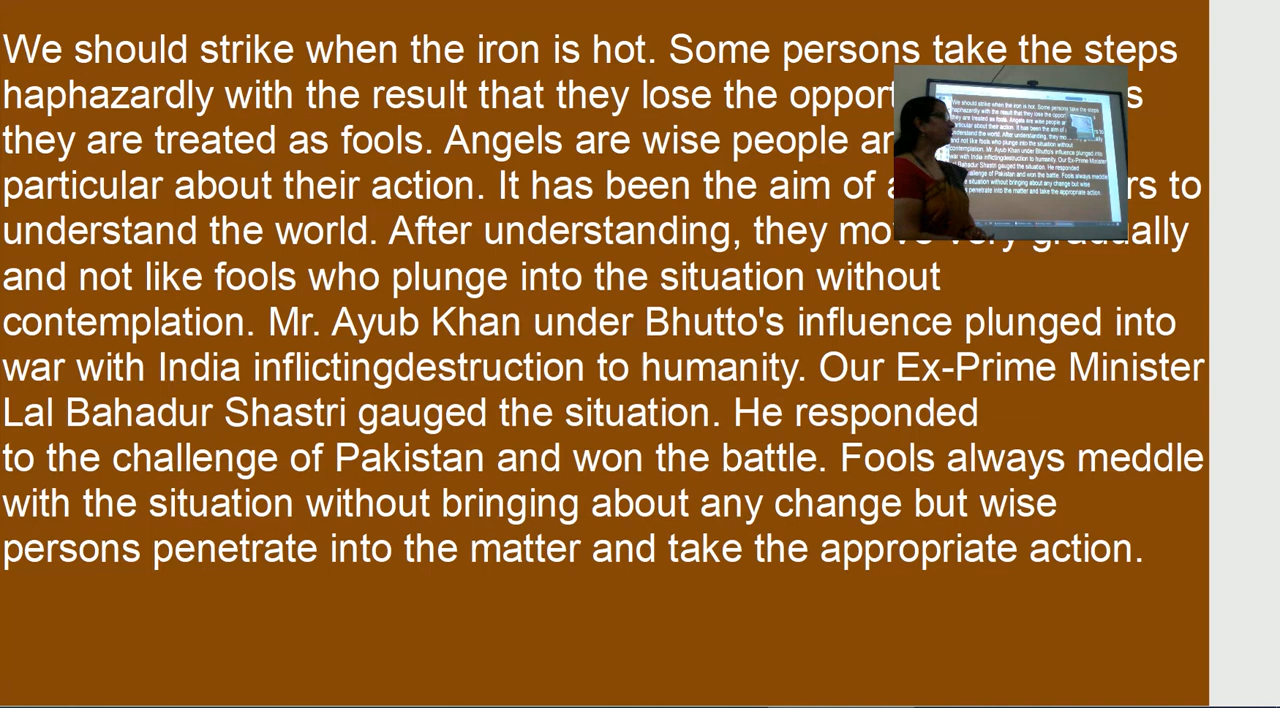 We should strike when the iron is hot. Some persons take the steps
haphazardly with the result that they lose the
they are treated as fools. Angels are wise people
particular about their action. It has been the aim of to
understand the world. After understanding, they move very gradually
and not like fools who plunge into the situation without
contemplation. Mr. Ayub Khan under Bhutto's influence plunged into
war with India inflictingdestruction to humanity. Our Ex-Prime Minister
Lal Bahadur Shastri gauged the situation. He responded
to the challenge of Pakistan and won the battle. Fools always meddle
with the situation without bringing about any change but wise
persons penetrate into the matter and take the appropriate action.